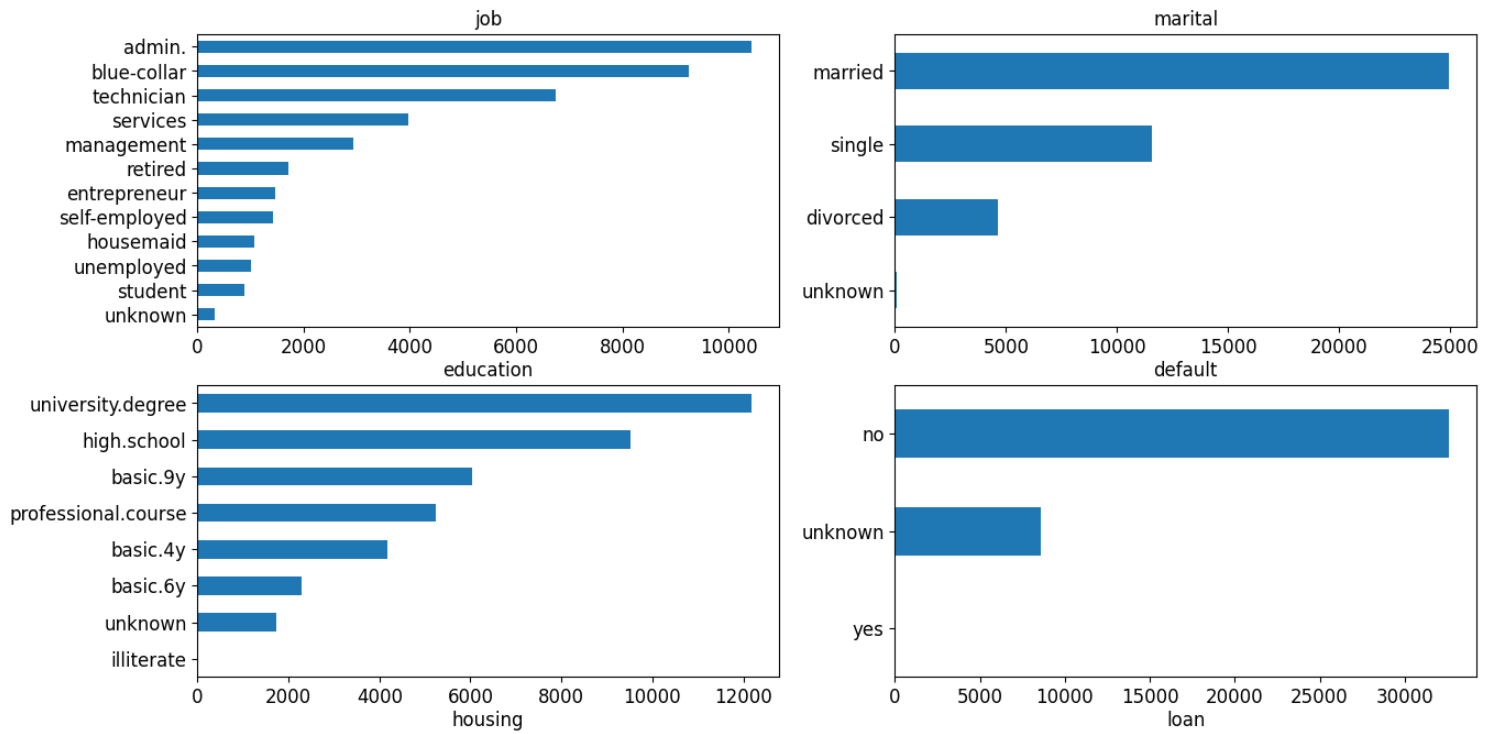 job
admin.
blue-collar
technician
services
management
retired
entrepreneur
self-employed
housemaid
unemployed
student
unknown
0 2000 4000 6000 8000 10000
marital
married
single
divorced
unknown
0 5000 10000 15000 20000 25000
education
university.degree
high.school
basic.9y
professional.course
basic.4y
basic.6y
unknown
illiterate
0 2000 4000 6000 8000 10000 12000
default
no
unknown
yes
0 5000 10000 15000 20000 25000 30000
housing
loan